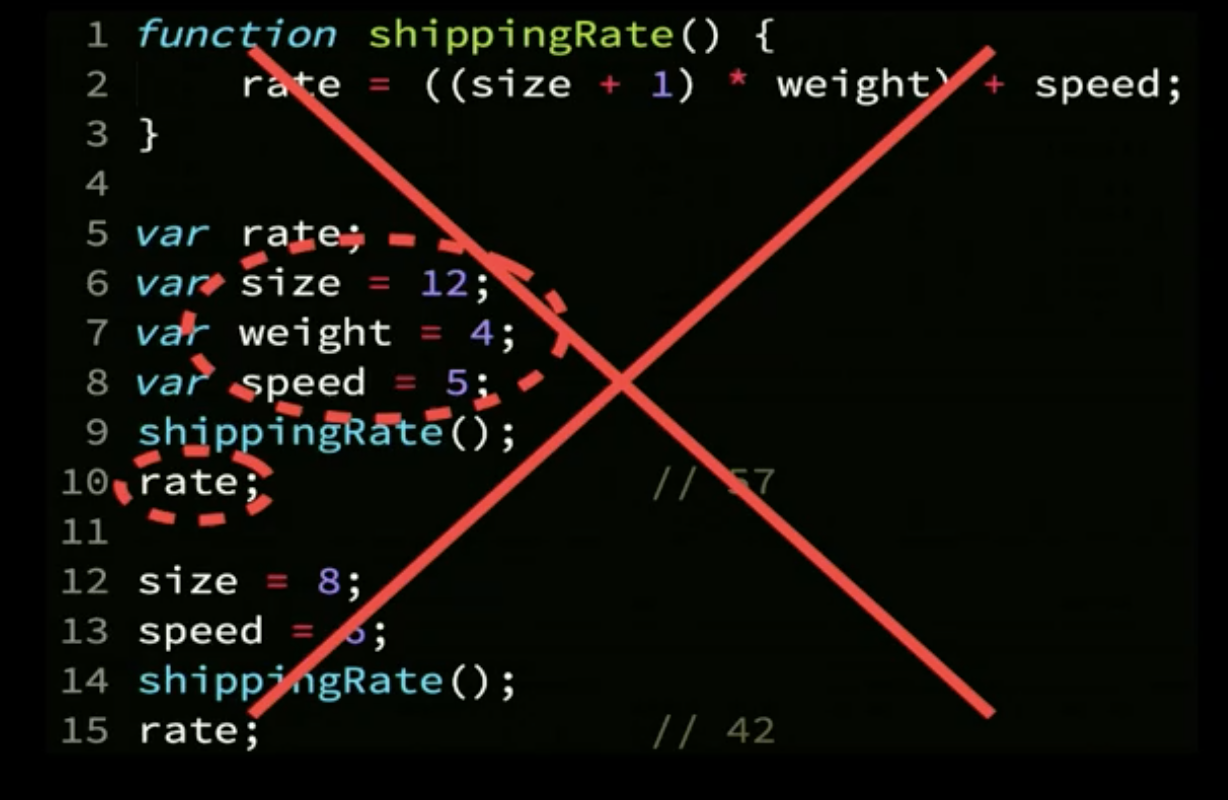 1 function shippingRate() {
2 rate = ((size + 1) * weight) + speed;
3 }
4
5 var rate;
6 var size = 12;
7 var weight = 4;
8 var speed = 5;
9 shippingRate();
10 rate; // 57
11
12 size = 8;
13 speed = 6;
14 shippingRate();
15 rate; // 42